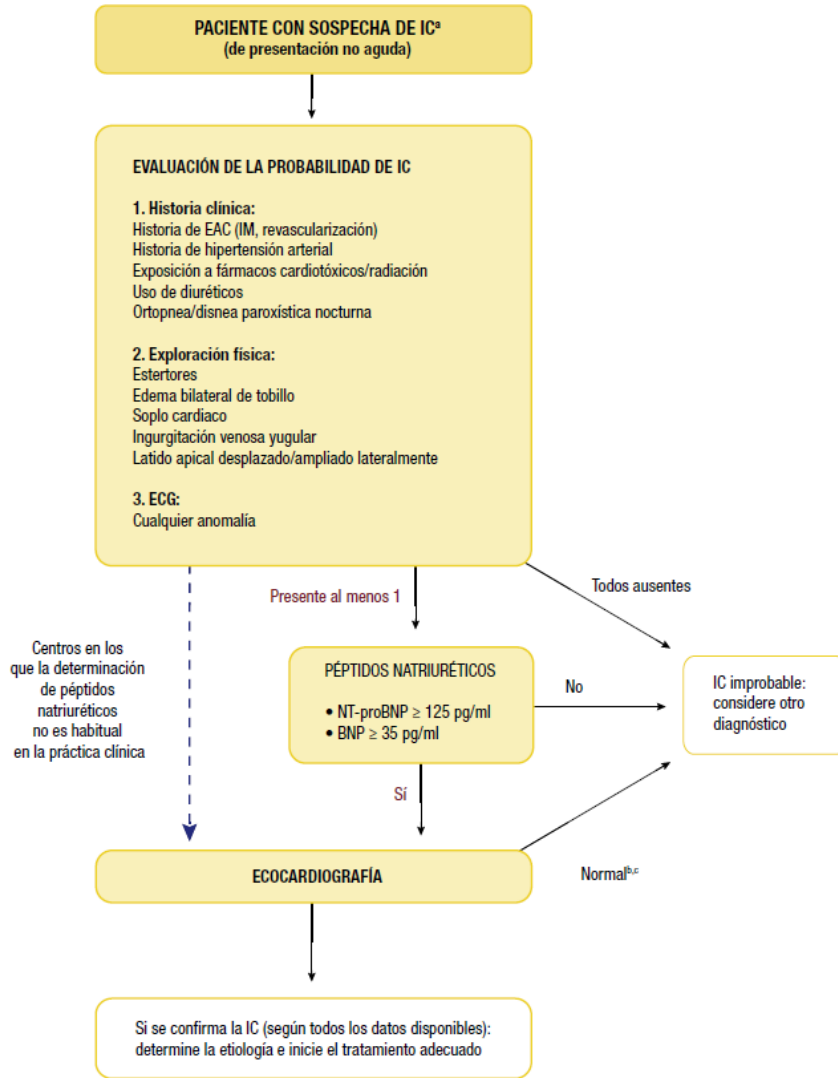 PACIENTE CON SOSPECHA DE ICª
(de presentación no aguda)
EVALUACIÓN DE LA PROBABILIDAD DE IC
1. Historia clínica:
Historia de EAC (IM, revascularización)
Historia de hipertensión arterial
Exposición a fármacos cardiotóxicos/radiación
Uso de diuréticos
Ortopnea/disnea paroxística nocturna
2. Exploración física:
Estertores
Edema bilateral de tobillo
Soplo cardiaco
Ingurgitación venosa yugular
Latido apical desplazado/ampliado lateralmente
3. ECG:
Cualquier anomalía
Presente al menos 1
Todos ausentes
Centros en los
que la determinación
de péptidos
natriuréticos
no es habitual
en la práctica clínica
PÉPTIDOS NATRIURÉTICOS
• NT-proBNP ≥ 125 pg/ml
• BNP ≥ 35 pg/ml
No
IC improbable:
considere otro
diagnóstico
Sí
ECOCARDIOGRAFÍA
Normalᵇ,ᶜ
Si se confirma la IC (según todos los datos disponibles):
determine la etiología e inicie el tratamiento adecuado